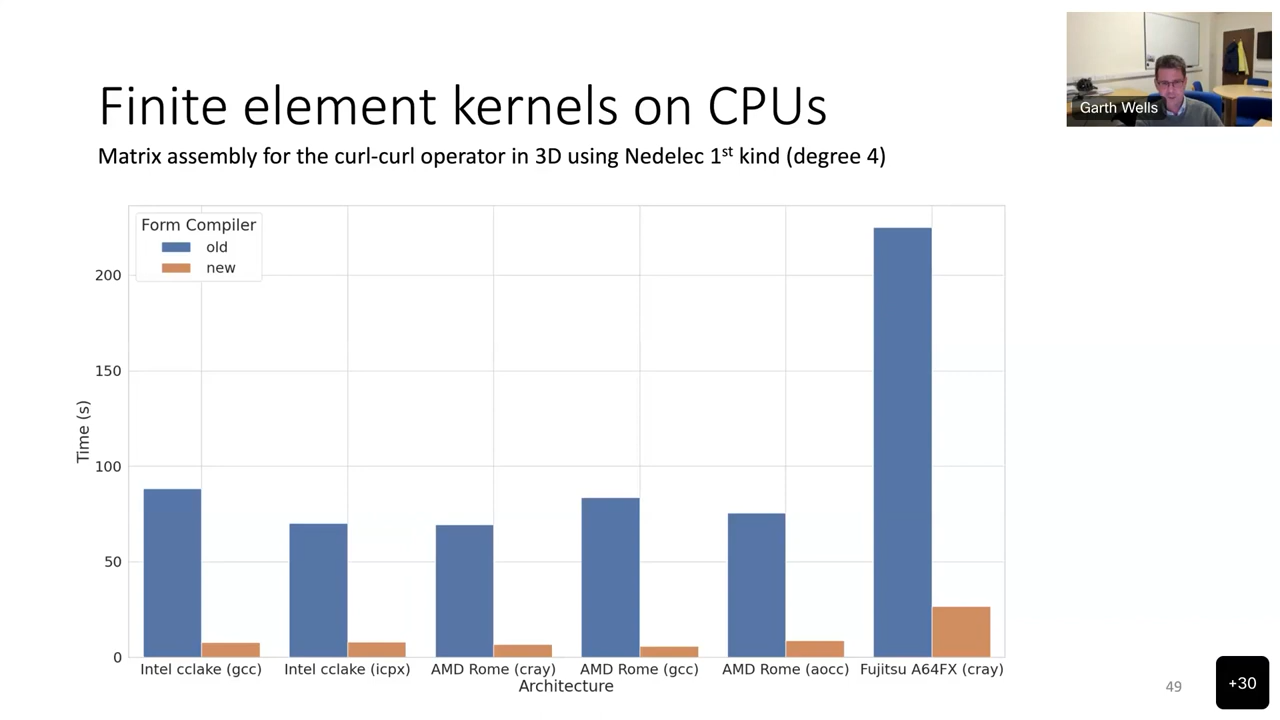 Finite element kernels on CPUs
Garth Wells
Matrix assembly for the curl-curl operator in 3D using Nedelec 1st kind (degree 4)
Form Compiler
old
new
200
150
100
50
0
Time (s)
Intel cclake (gcc) Intel cclake (icpx) AMD Rome (cray) AMD Rome (gcc) AMD Rome (aocc) Fujitsu A64FX (cray)
Architecture
49
+30